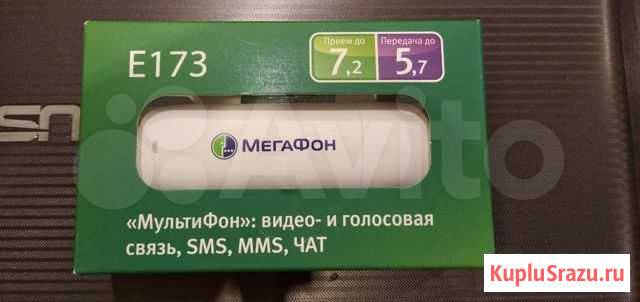 E173
Прием до
7,2
Передача до
5,7
МЕГАФОН
Avito
«МультиФон»: видео- и голосовая
связь, SMS, MMS, ЧАТ
KupluSrazu.ru